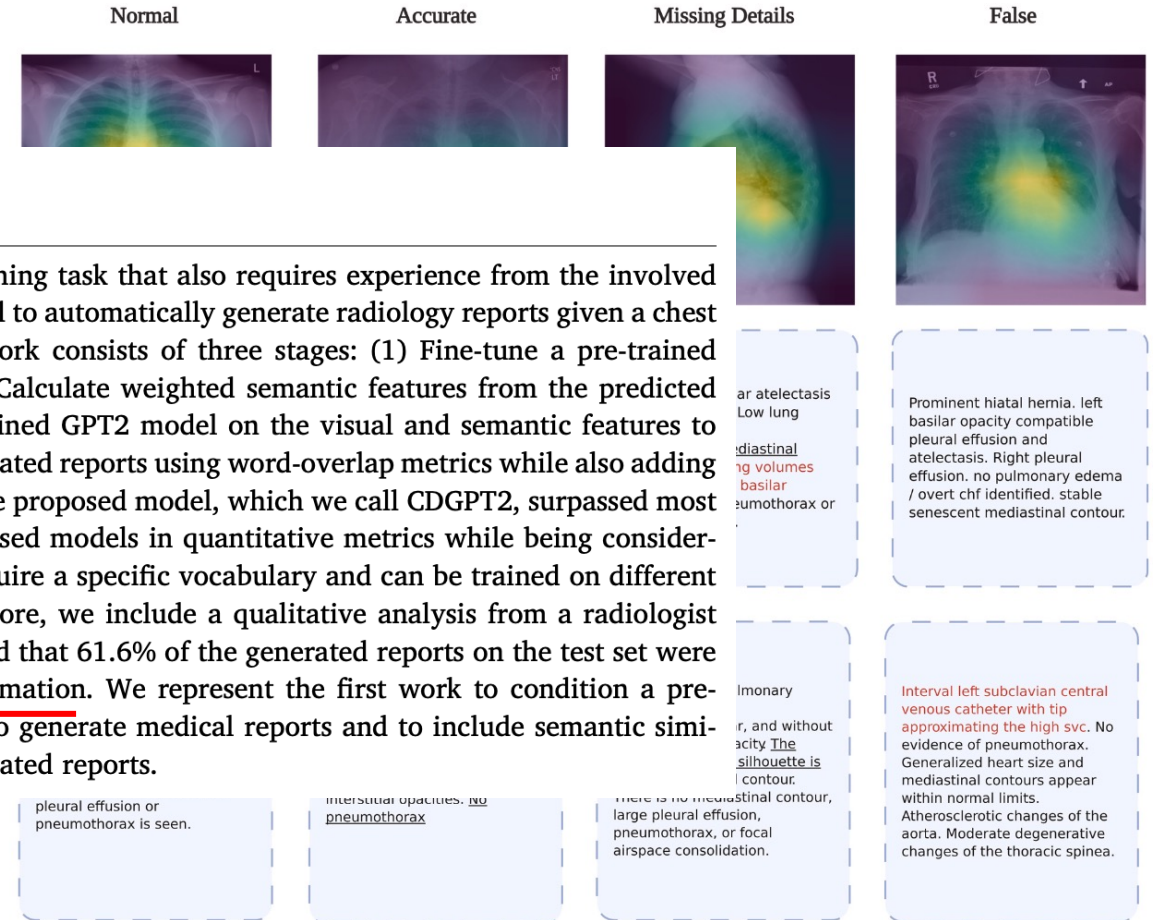 Normal
Accurate
Missing Details
False
L
R
AP
ning task that also requires experience from the involved
to automatically generate radiology reports given a chest
ork consists of three stages: (1) Fine-tune a pre-trained
Calculate weighted semantic features from the predicted
ined GPT2 model on the visual and semantic features to
ated reports using word-overlap metrics while also adding
e proposed model, which we call CDGPT2, surpassed most
sed models in quantitative metrics while being consider-
uire a specific vocabulary and can be trained on different
ore, we include a qualitative analysis from a radiologist
d that 61.6% of the generated reports on the test set were
mation. We represent the first work to condition a pre-
o generate medical reports and to include semantic simi-
ated reports.
ar atelectasis
Low lung
ediastinal
ng volumes
basilar
eumothorax or
Prominent hiatal hernia. left
basilar opacity compatible
pleural effusion and
atelectasis. Right pleural
effusion. no pulmonary edema
/ overt chf identified. stable
senescent mediastinal contour.
pleural effusion or
pneumothorax is seen.
interstitial opacities. No
pneumothorax
lmonary
ar, and without
acity. The
silhouette is
l contour.
There is no mediastinal contour,
large pleural effusion,
pneumothorax, or focal
airspace consolidation.
Interval left subclavian central
venous catheter with tip
approximating the high svc. No
evidence of pneumothorax.
Generalized heart size and
mediastinal contours appear
within normal limits.
Atherosclerotic changes of the
aorta. Moderate degenerative
changes of the thoracic spinea.